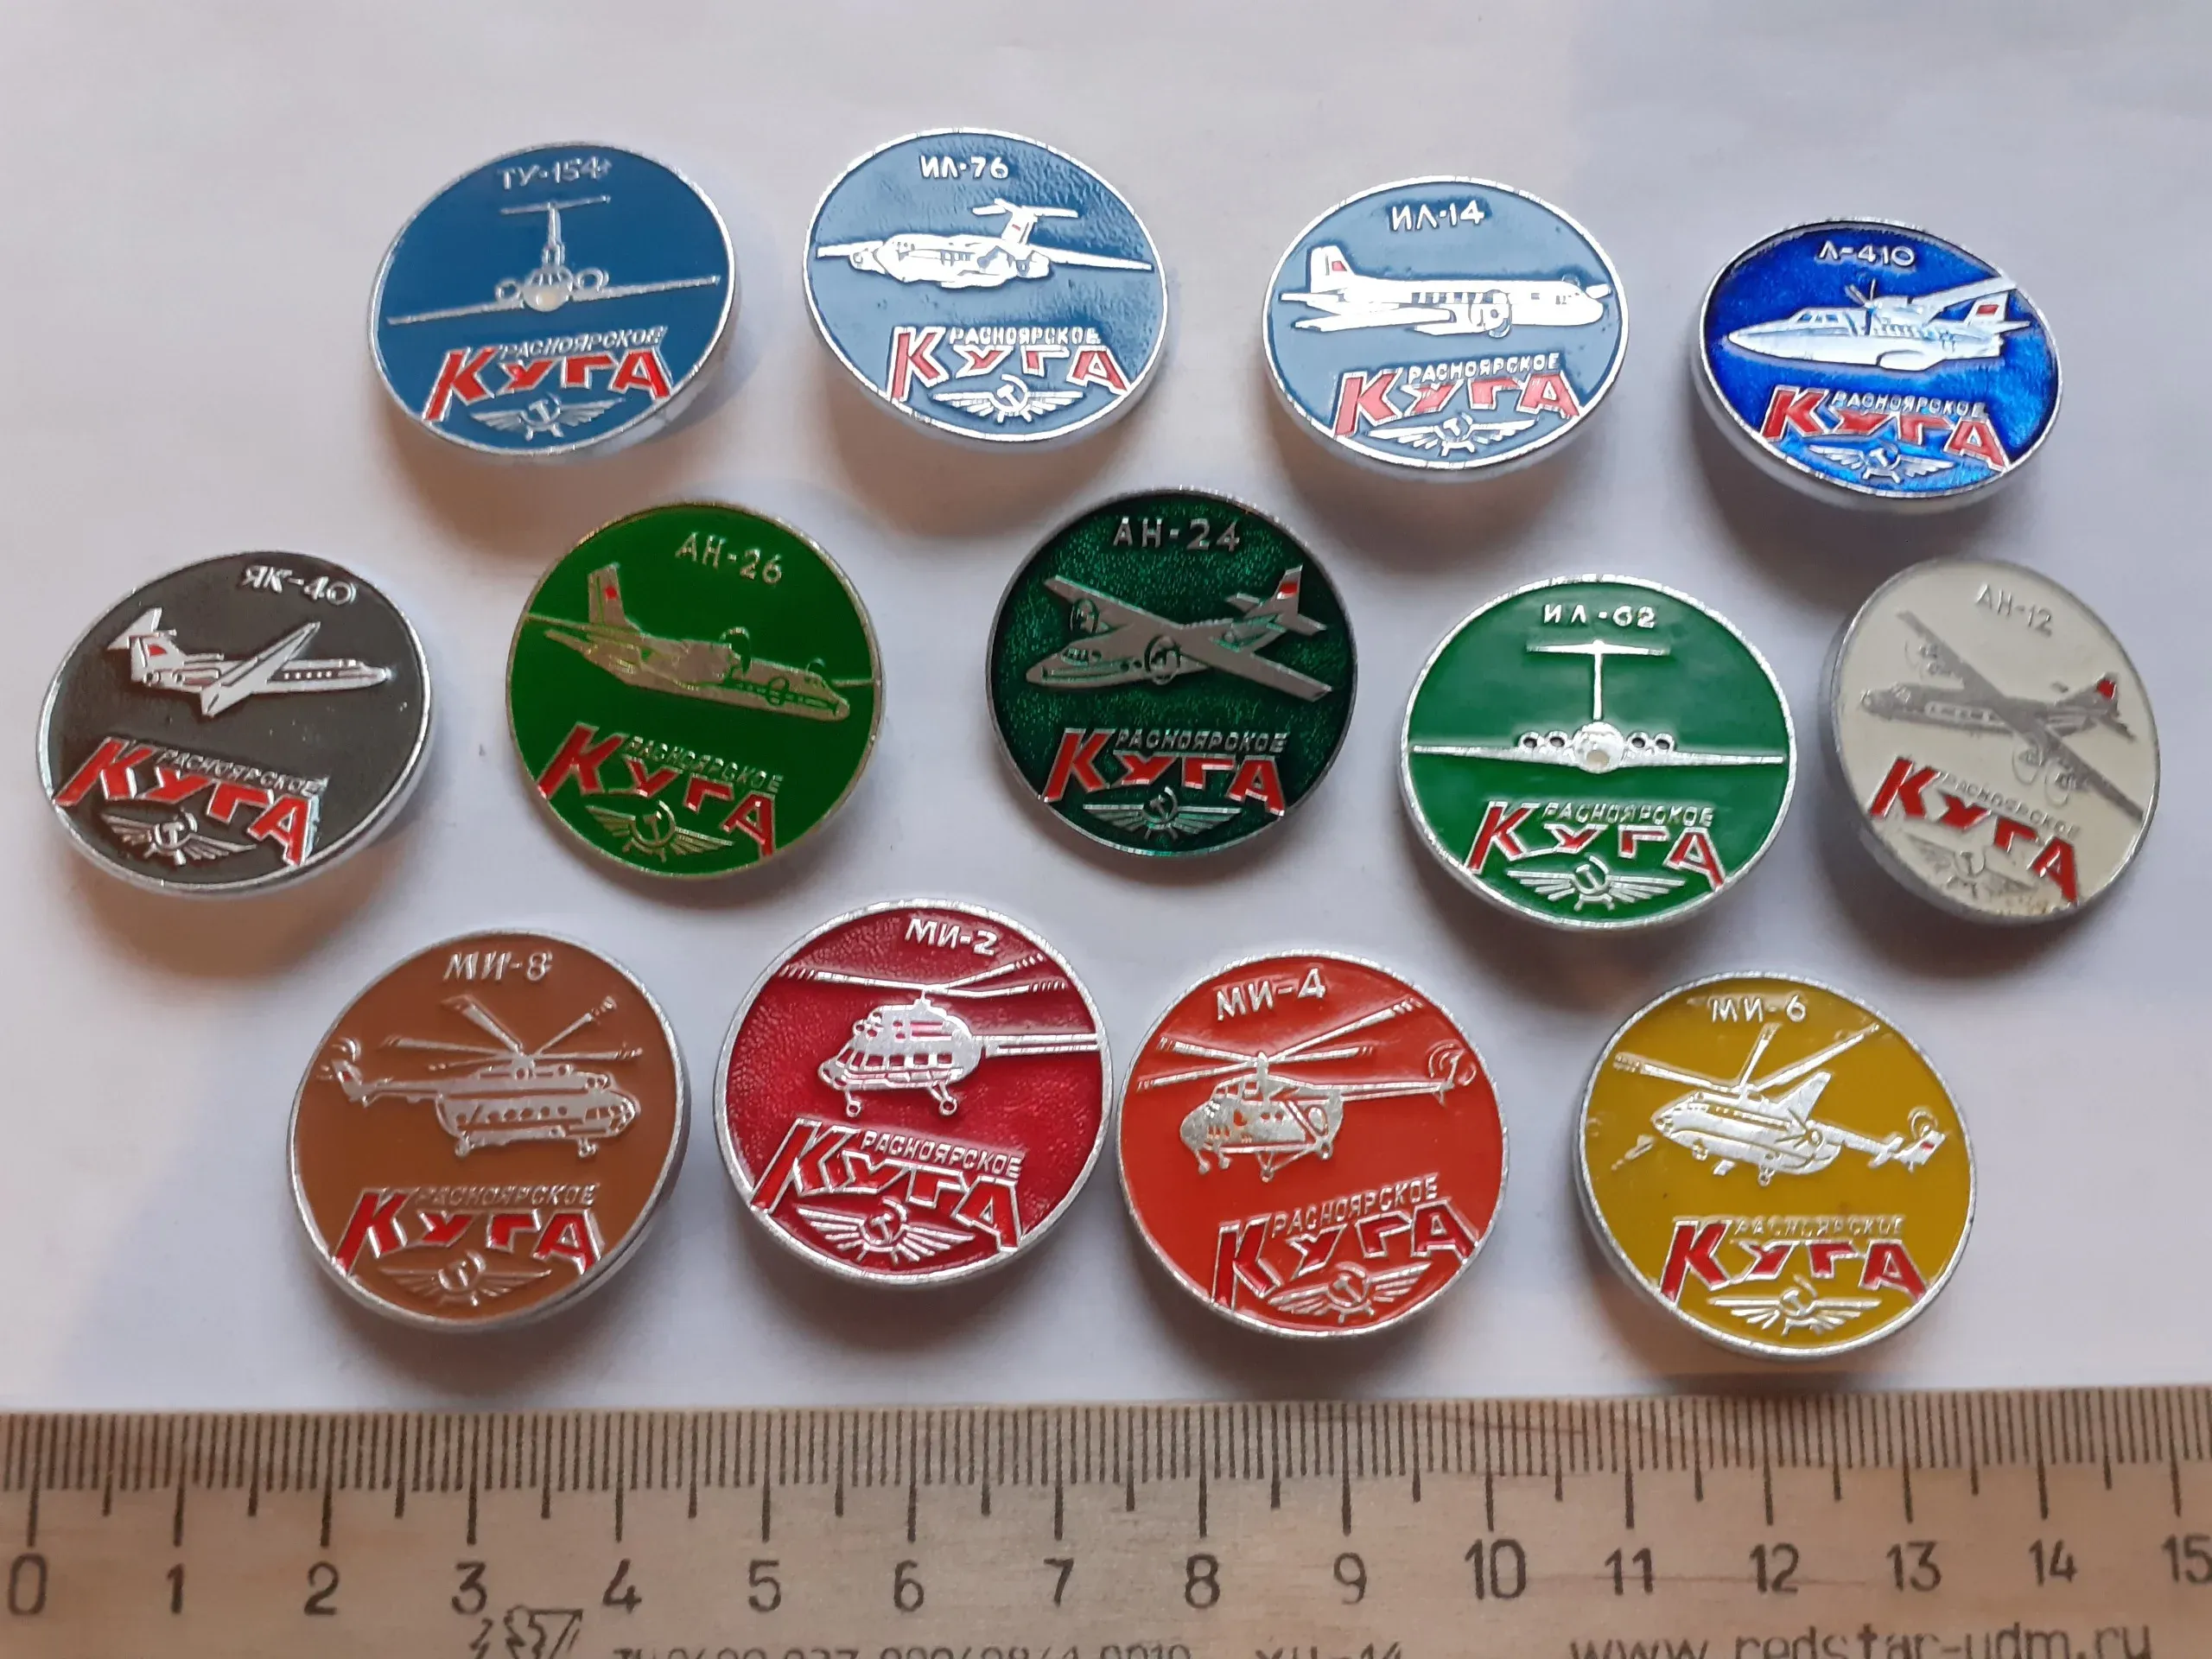 ТУ-154
КРАСНОЯРСКОЕ
КУГА
ИЛ-76
КРАСНОЯРСКОЕ
КУГА
ИЛ-14
КРАСНОЯРСКОЕ
КУГА
Л-410
КРАСНОЯРСКОЕ
КУГА
ЯК-40
КРАСНОЯРСКОЕ
КУГА
АН-26
КРАСНОЯРСКОЕ
КУГА
АН-24
КРАСНОЯРСКОЕ
КУГА
ИЛ-62
КРАСНОЯРСКОЕ
КУГА
АН-12
КРАСНОЯРСКОЕ
КУГА
МИ-8
КРАСНОЯРСКОЕ
КУГА
МИ-2
КРАСНОЯРСКОЕ
КУГА
МИ-4
КРАСНОЯРСКОЕ
КУГА
МИ-6
КРАСНОЯРСКОЕ
КУГА
0 1 2 3 4 5 6 7 8 9 10 11 12 13 14 15
www.redstar-udm.ru